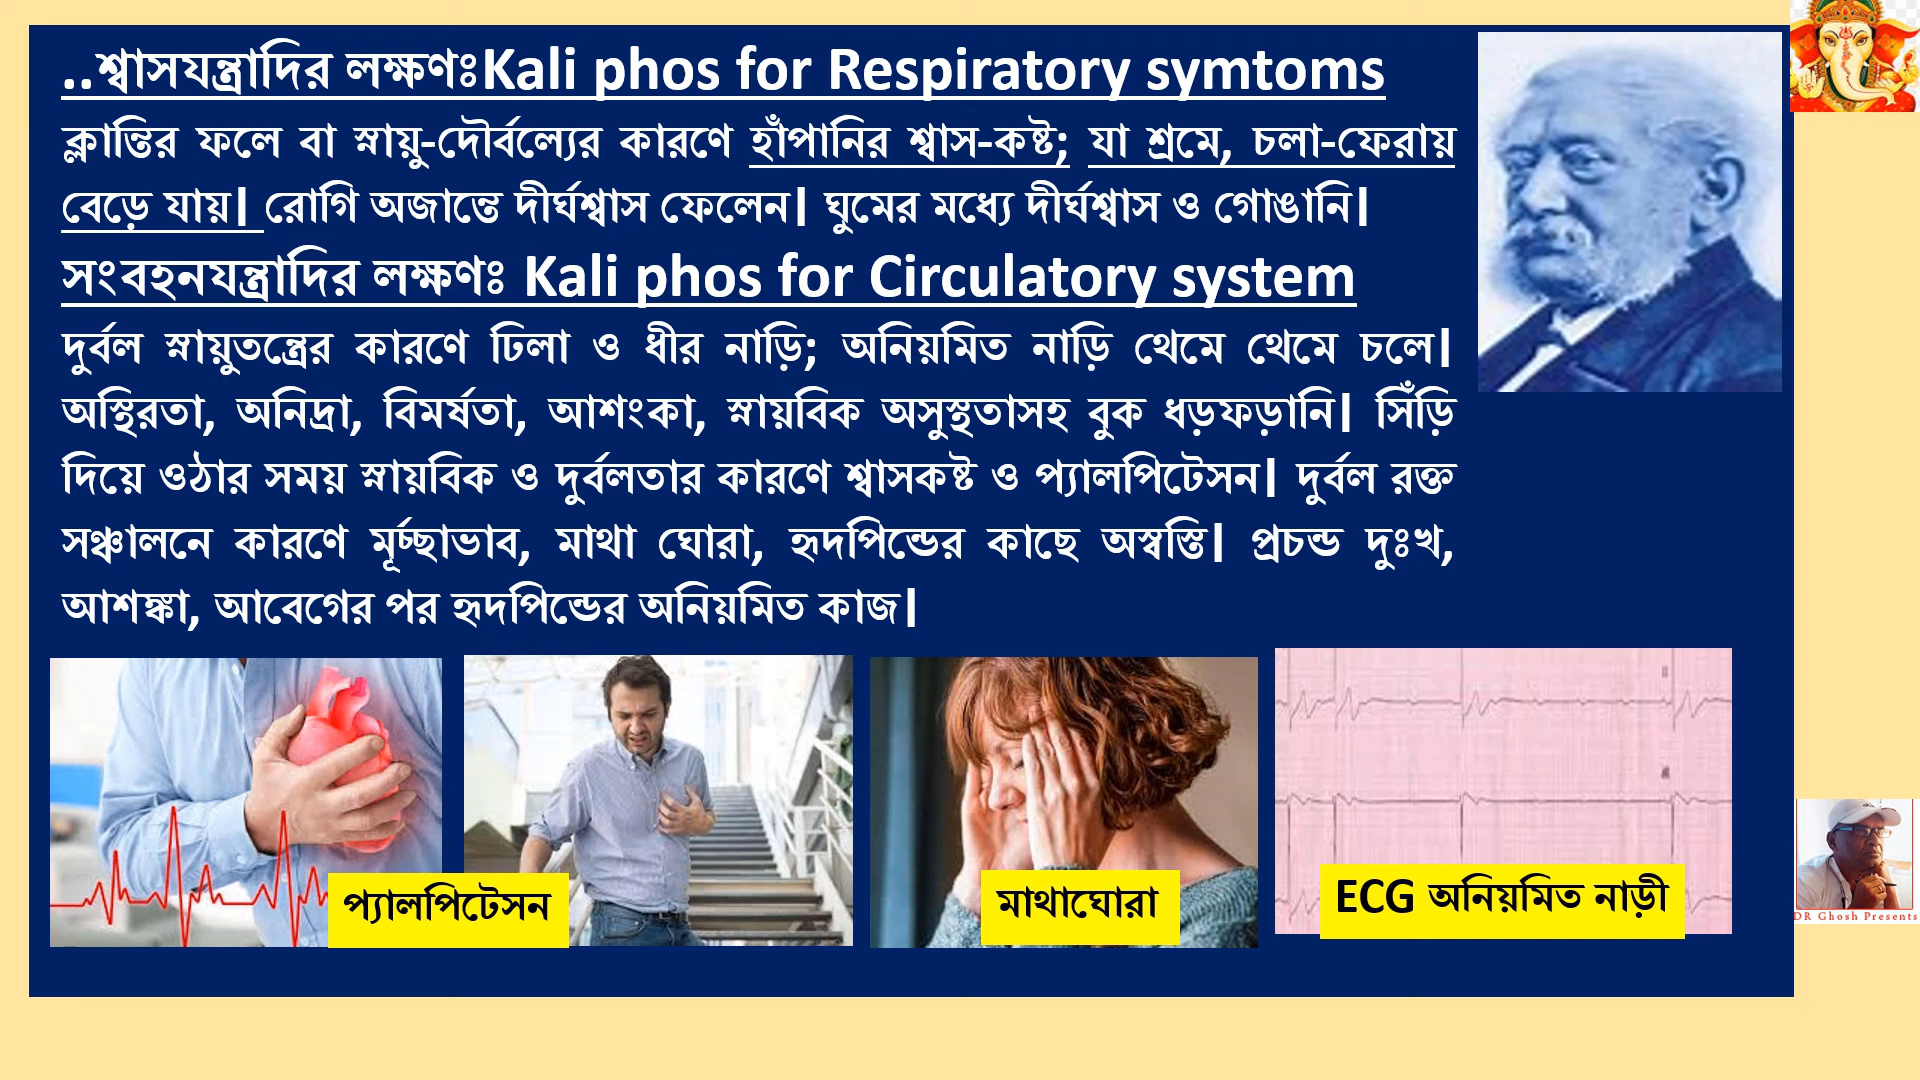 ..শ্বাসযন্ত্রাদির লক্ষণঃKali phos for Respiratory symtoms
ক্লান্তির ফলে বা স্নায়ু-দৌর্বল্যের কারণে হাঁপানির শ্বাস-কষ্ট; যা শ্রমে, চলা-ফেরায়
বেড়ে যায়| রোগি অজান্তে দীর্ঘশ্বাস ফেলেন| ঘুমের মধ্যে দীর্ঘশ্বাস ও গোঙানি|
সংবহনযন্ত্রাদির লক্ষণঃ Kali phos for Circulatory system
দুর্বল স্নায়ুতন্ত্রের কারণে ঢিলা ও ধীর নাড়ি; অনিয়মিত নাড়ি থেমে থেমে চলে|
অস্থিরতা, অনিদ্রা, বিমর্ষতা, আশংকা, স্নায়বিক অসুস্থতাসহ বুক ধড়ফড়ানি| সিঁড়ি
দিয়ে ওঠার সময় স্নায়বিক ও দুর্বলতার কারণে শ্বাসকষ্ট ও প্যালপিটেসন| দুর্বল রক্ত
সঞ্চালনে কারণে মূর্চ্ছাভাব, মাথা ঘোরা, হৃদপিন্ডের কাছে অস্বস্তি| প্রচন্ড দুঃখ,
আশঙ্কা, আবেগের পর হৃদপিন্ডের অনিয়মিত কাজ|
প্যালপিটেসন
মাথাঘোরা
ECG অনিয়মিত নাড়ী
DR Ghosh Presents